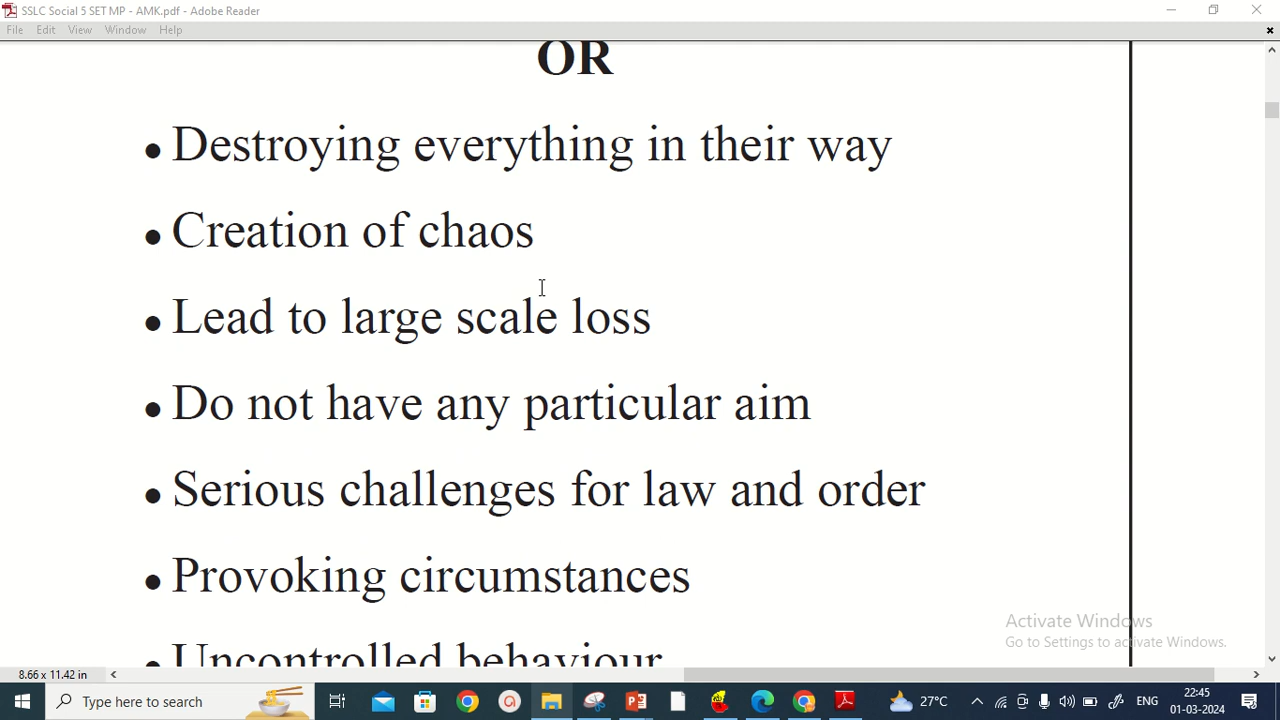 SSLC Social 5 SET MP - AMK.pdf - Adobe Reader
File Edit View Window Help
OR
• Destroying everything in their way
• Creation of chaos
• Lead to large scale loss
• Do not have any particular aim
• Serious challenges for law and order
• Provoking circumstances
• Uncontrolled behaviour
Activate Windows
Go to Settings to activate Windows.
8.66 x 11.42 in
Type here to search
27°C
ENG
22:45
01-03-2024